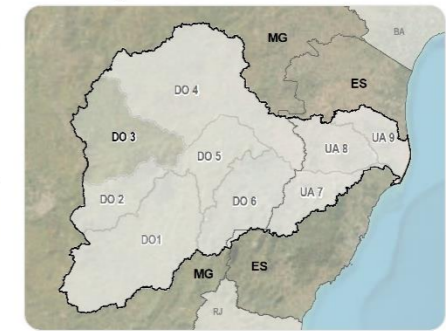 BA
MG
ES
DO 4
DO 3
UA 9
UA 8
DO 5
DO 2
DO 6
UA 7
DO1
MG
ES
RJ